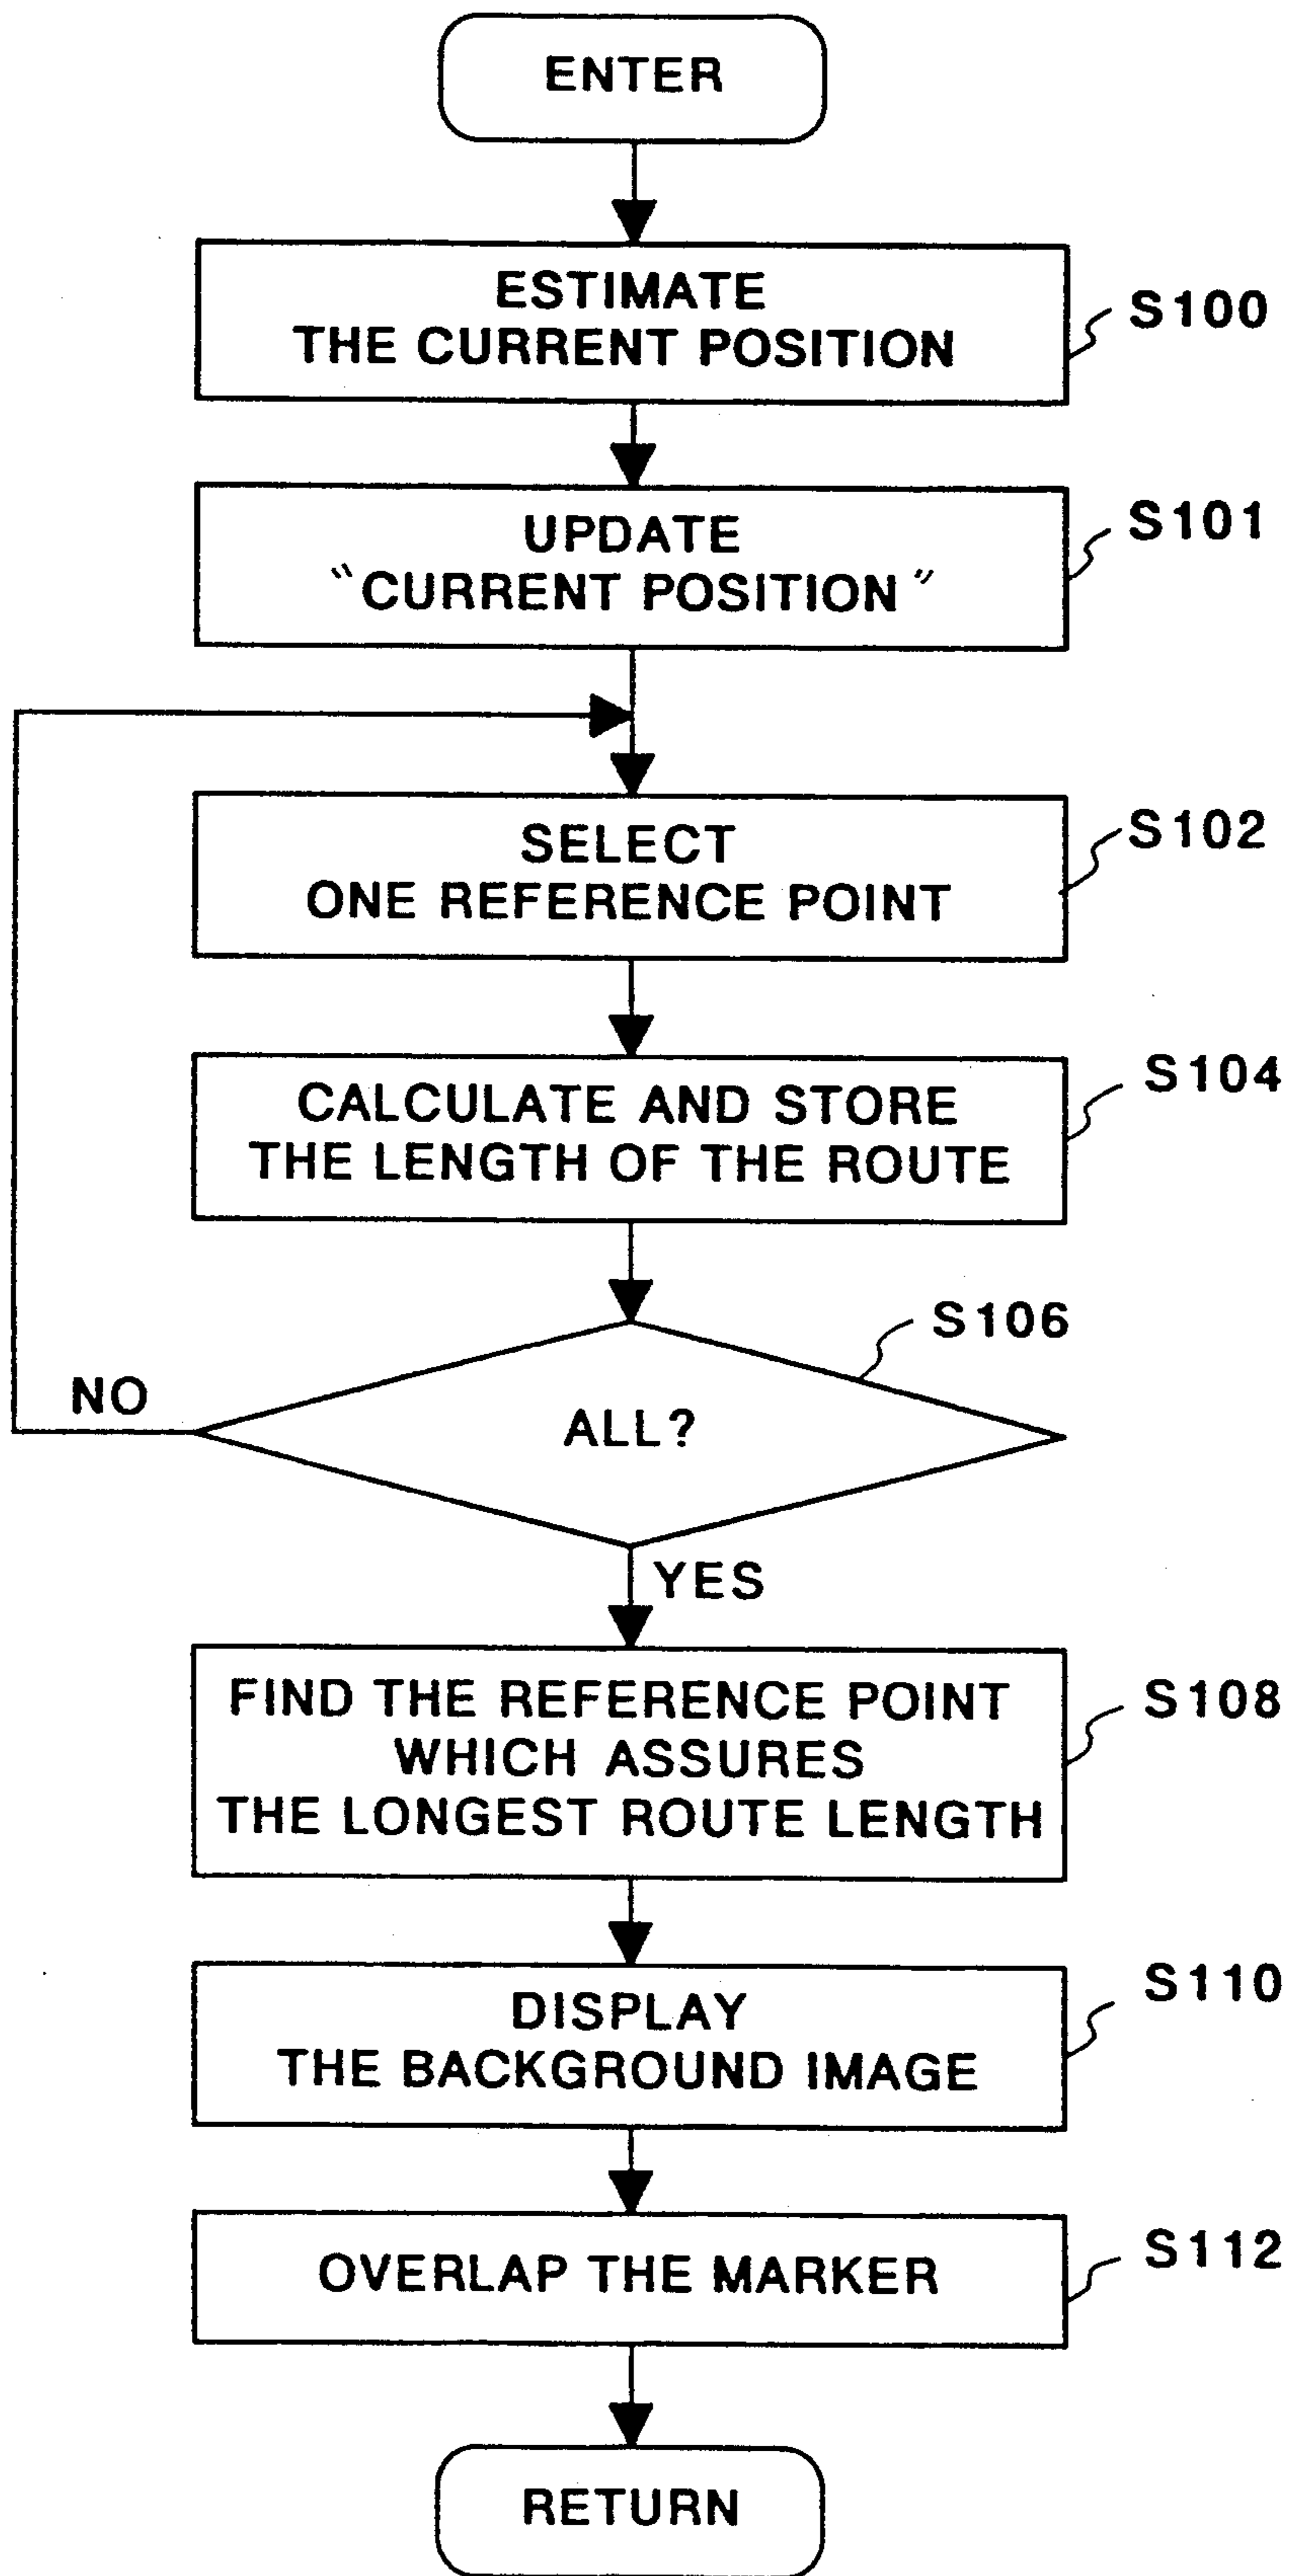 ENTER
ESTIMATE
THE CURRENT POSITION
S100
UPDATE
"CURRENT POSITION"
S101
SELECT
ONE REFERENCE POINT
S102
CALCULATE AND STORE
THE LENGTH OF THE ROUTE
S104
S106
NO
ALL?
YES
FIND THE REFERENCE POINT
WHICH ASSURES
THE LONGEST ROUTE LENGTH
S108
DISPLAY
THE BACKGROUND IMAGE
S110
OVERLAP THE MARKER
S112
RETURN